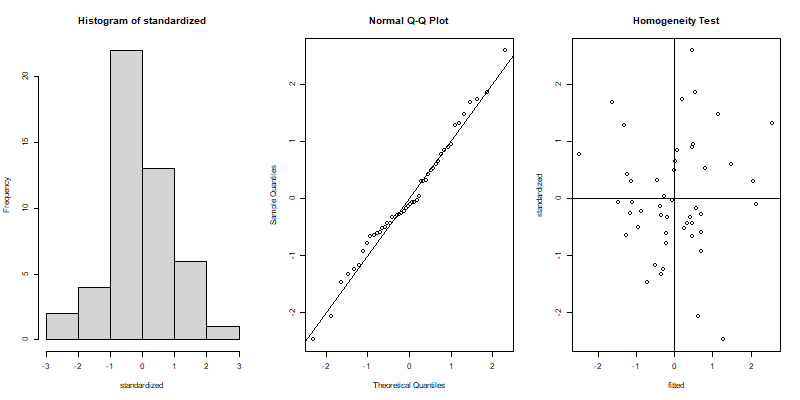 Histogram of standardized
Frequency
20
15
10
5
0
-3 -2 -1 0 1 2 3
standardized
Normal Q-Q Plot
Sample Quantiles
2
1
0
-1
-2
-2 -1 0 1 2
Theoretical Quantiles
Homogeneity Test
standardized
2
1
0
-1
-2
-2 -1 0 1 2
fitted